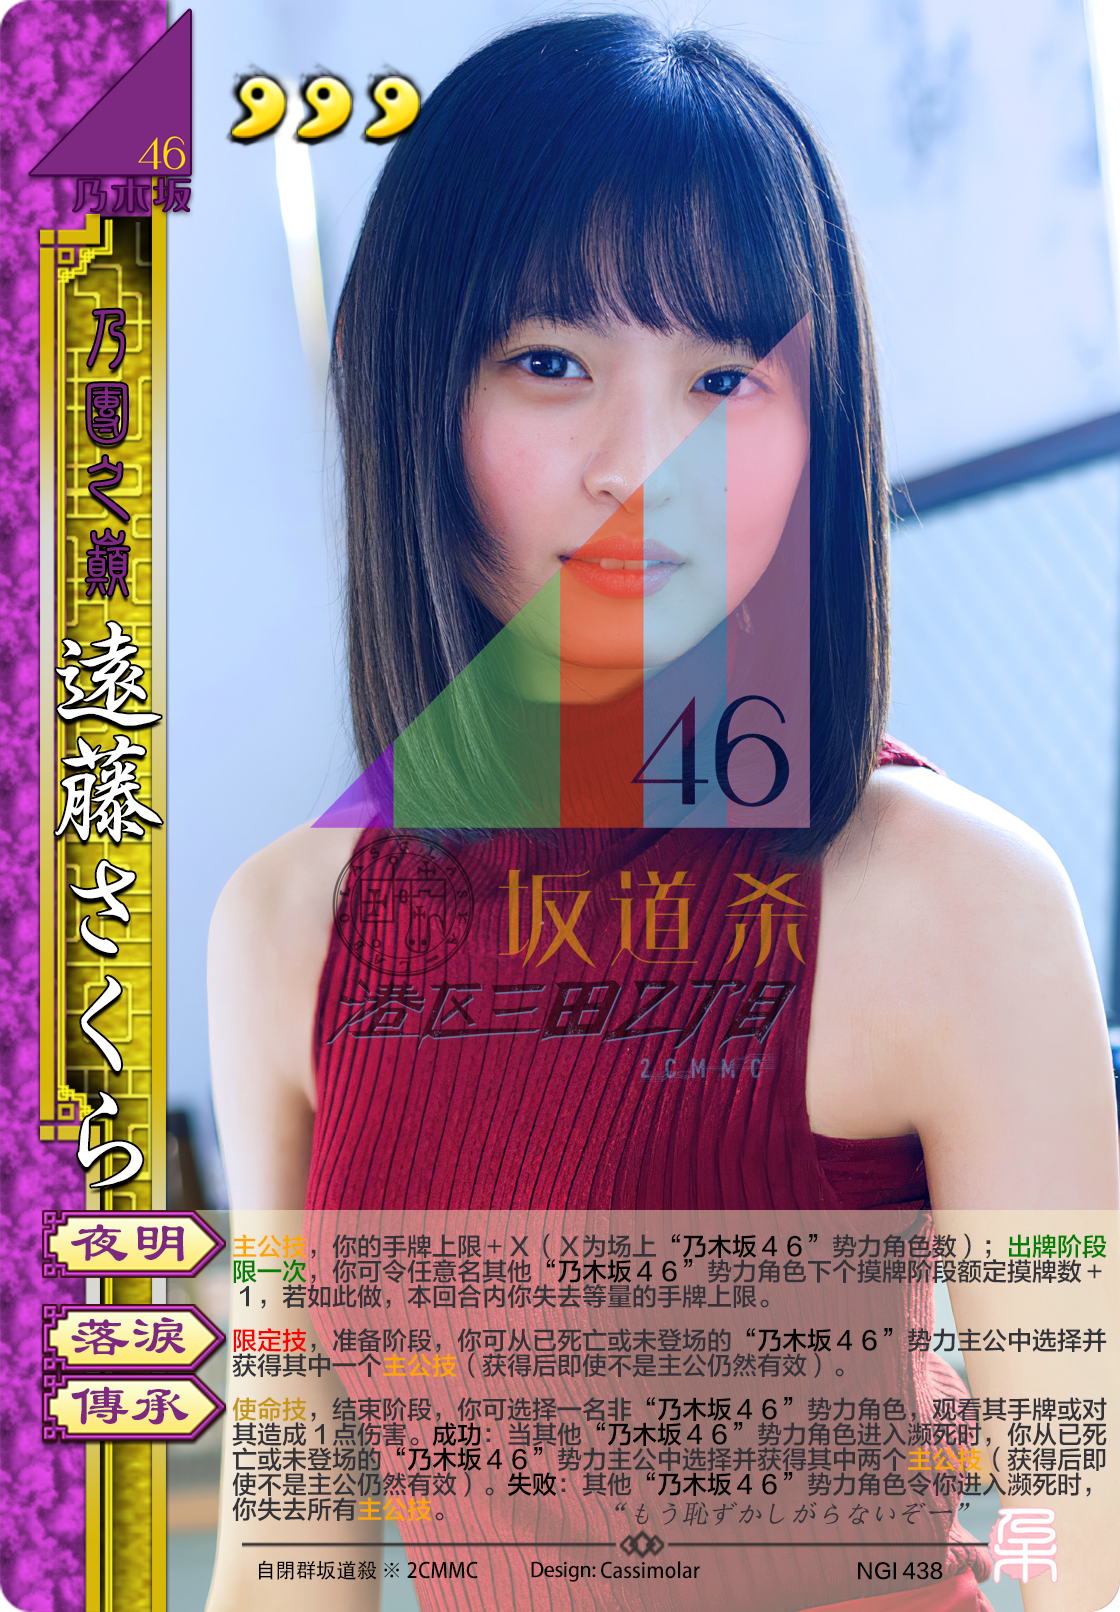 46
乃木坂
乃團之巔
遠藤さくら
46
坂道杀
港区三田2丁目
2CMMC
夜明
主公技，你的手牌上限＋Ｘ（Ｘ为场上“乃木坂４６”势力角色数）；出牌阶段
限一次，你可令任意名其他“乃木坂４６”势力角色下个摸牌阶段额定摸牌数＋
１，若如此做，本回合内你失去等量的手牌上限。
落淚
限定技，准备阶段，你可从已死亡或未登场的“乃木坂４６”势力主公中选择并
获得其中一个主公技（获得后即使不是主公仍然有效）。
傳承
使命技，结束阶段，你可选择一名非“乃木坂４６”势力角色，观看其手牌或对
其造成１点伤害。成功：当其他“乃木坂４６”势力角色进入濒死时，你从已死
亡或未登场的“乃木坂４６”势力主公中选择并获得其中两个主公技（获得后即
使不是主公仍然有效）。失败：其他“乃木坂４６”势力角色令你进入濒死时，
你失去所有主公技。
“もう恥ずかしがらないぞー”
自閉群坂道殺 ※ 2CMMC
Design: Cassimolar
NGI 438